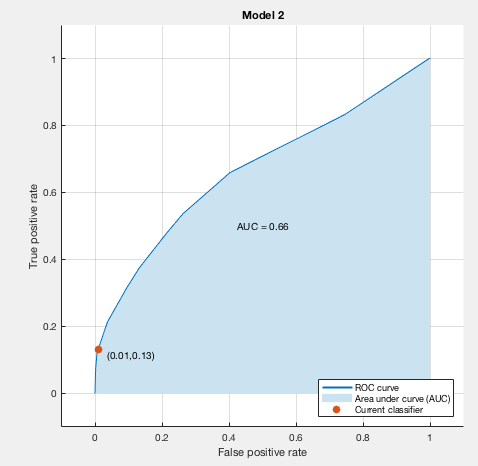 Model 2
1
0.8
0.6
0.4
0.2
0
True positive rate
AUC = 0.66
(0.01,0.13)
ROC curve
Area under curve (AUC)
Current classifier
0 0.2 0.4 0.6 0.8 1
False positive rate